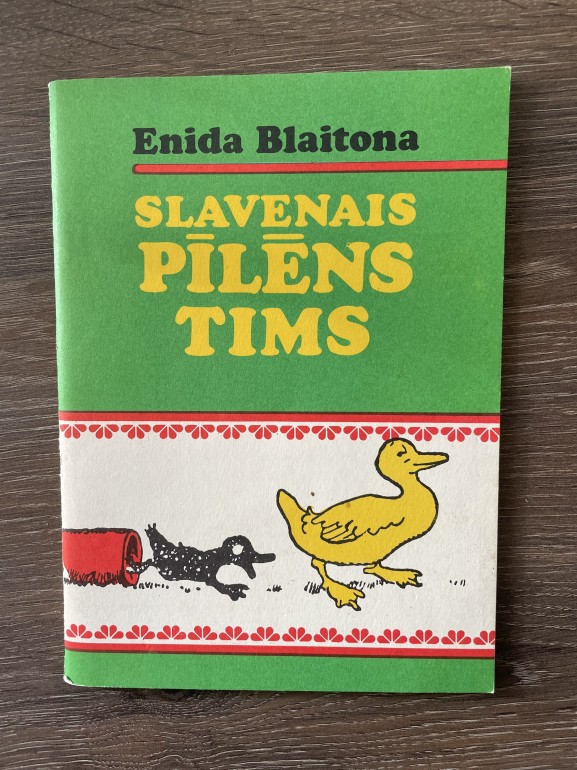 Enida Blaitona
SLAVENAIS
PĪLĒNS
TIMS